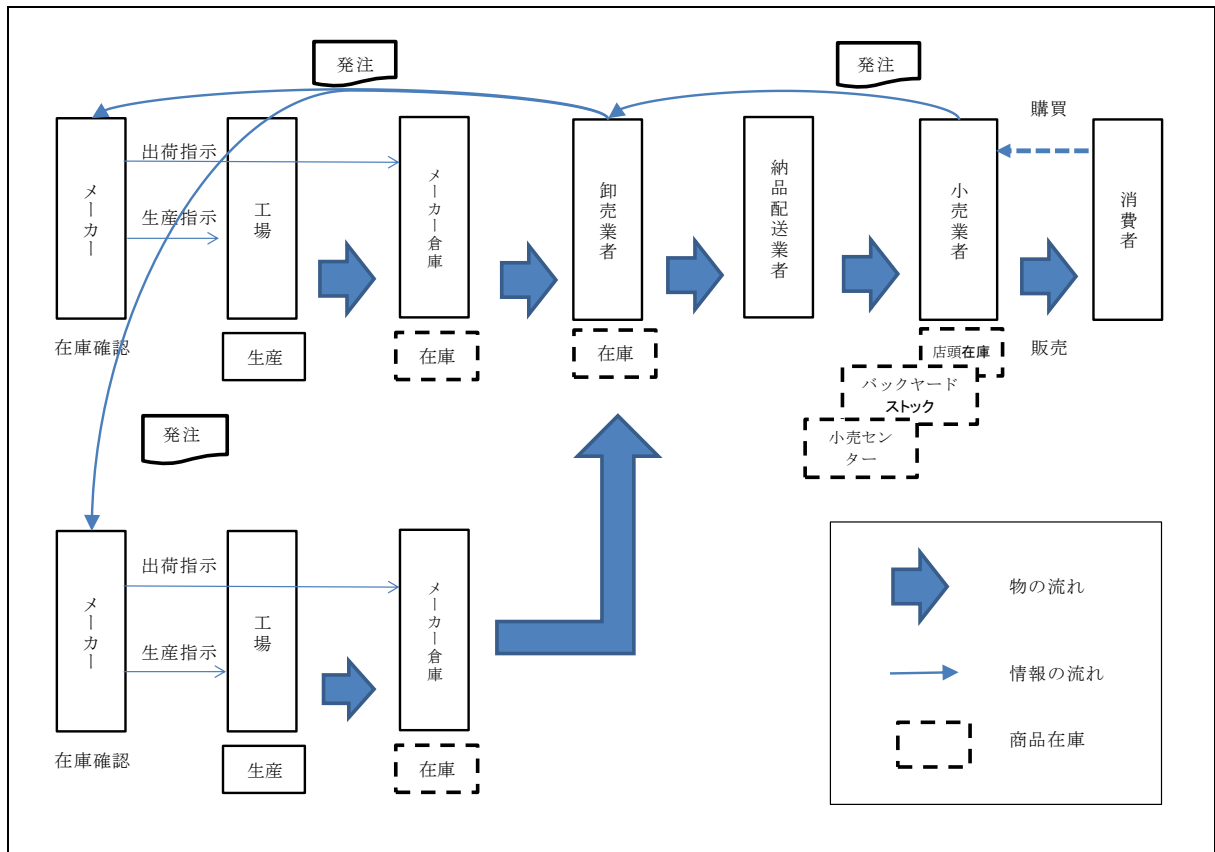 発注
発注
購買
メーカー
出荷指示
生産指示
工場
メーカー倉庫
卸売業者
納品配送業者
小売業者
消費者
在庫確認
生産
在庫
在庫
店頭在庫
販売
バックヤード
ストック
小売セン
ター
発注
メーカー
出荷指示
生産指示
工場
メーカー倉庫
在庫確認
生産
在庫
物の流れ
情報の流れ
商品在庫